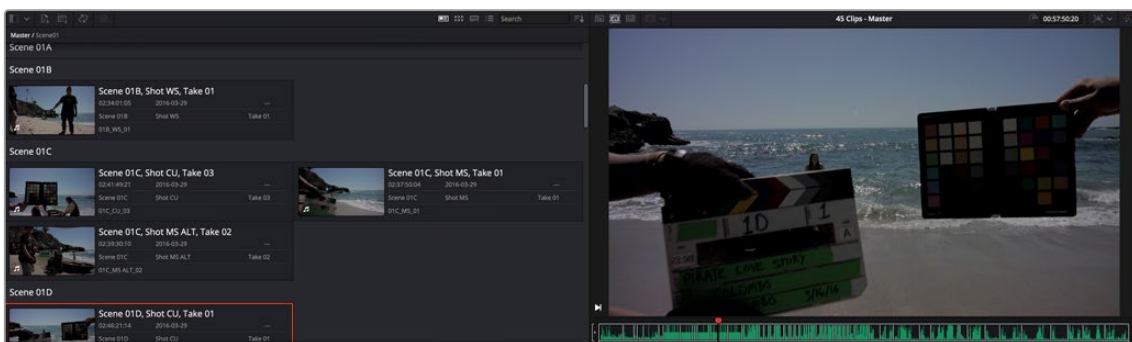 Search
45 Clips - Master
00:57:50:20
Master / Scene01
Scene 01A
Scene 01B
Scene 01B, Shot WS, Take 01
02:34:01:05 2016-03-29 --
Scene 01B Shot WS Take 01
01B_WS_01
Scene 01C
Scene 01C, Shot CU, Take 03
02:41:49:21 2016-03-29 --
Scene 01C Shot CU Take 03
01C_CU_03
Scene 01C, Shot MS, Take 01
02:37:50:04 2016-03-29 --
Scene 01C Shot MS Take 01
01C_MS_01
Scene 01C, Shot MS ALT, Take 02
02:39:30:10 2016-03-29 --
Scene 01C Shot MS ALT Take 02
01C_MS ALT_02
Scene 01D
Scene 01D, Shot CU, Take 01
02:46:21:14 2016-03-29 --
Scene 01D Shot CU Take 01
1D 1
A
PIRATE LOVE STORY